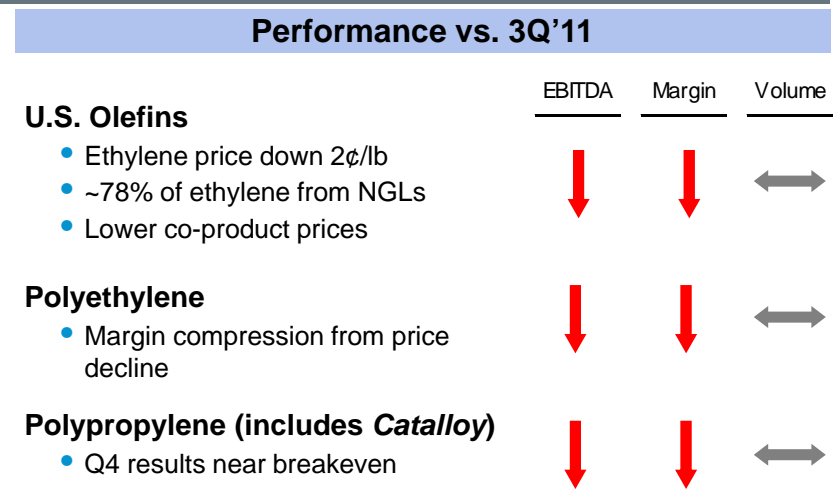 Performance vs. 3Q’11
EBITDA Margin Volume
U.S. Olefins
• Ethylene price down 2¢/lb
• ~78% of ethylene from NGLs
• Lower co-product prices
Polyethylene
• Margin compression from price
decline
Polypropylene (includes Catalloy)
• Q4 results near breakeven